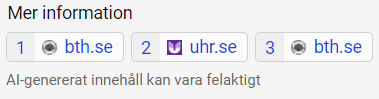 Mer information
1 bth.se 2 uhr.se 3 bth.se
AI-genererat innehåll kan vara felaktigt